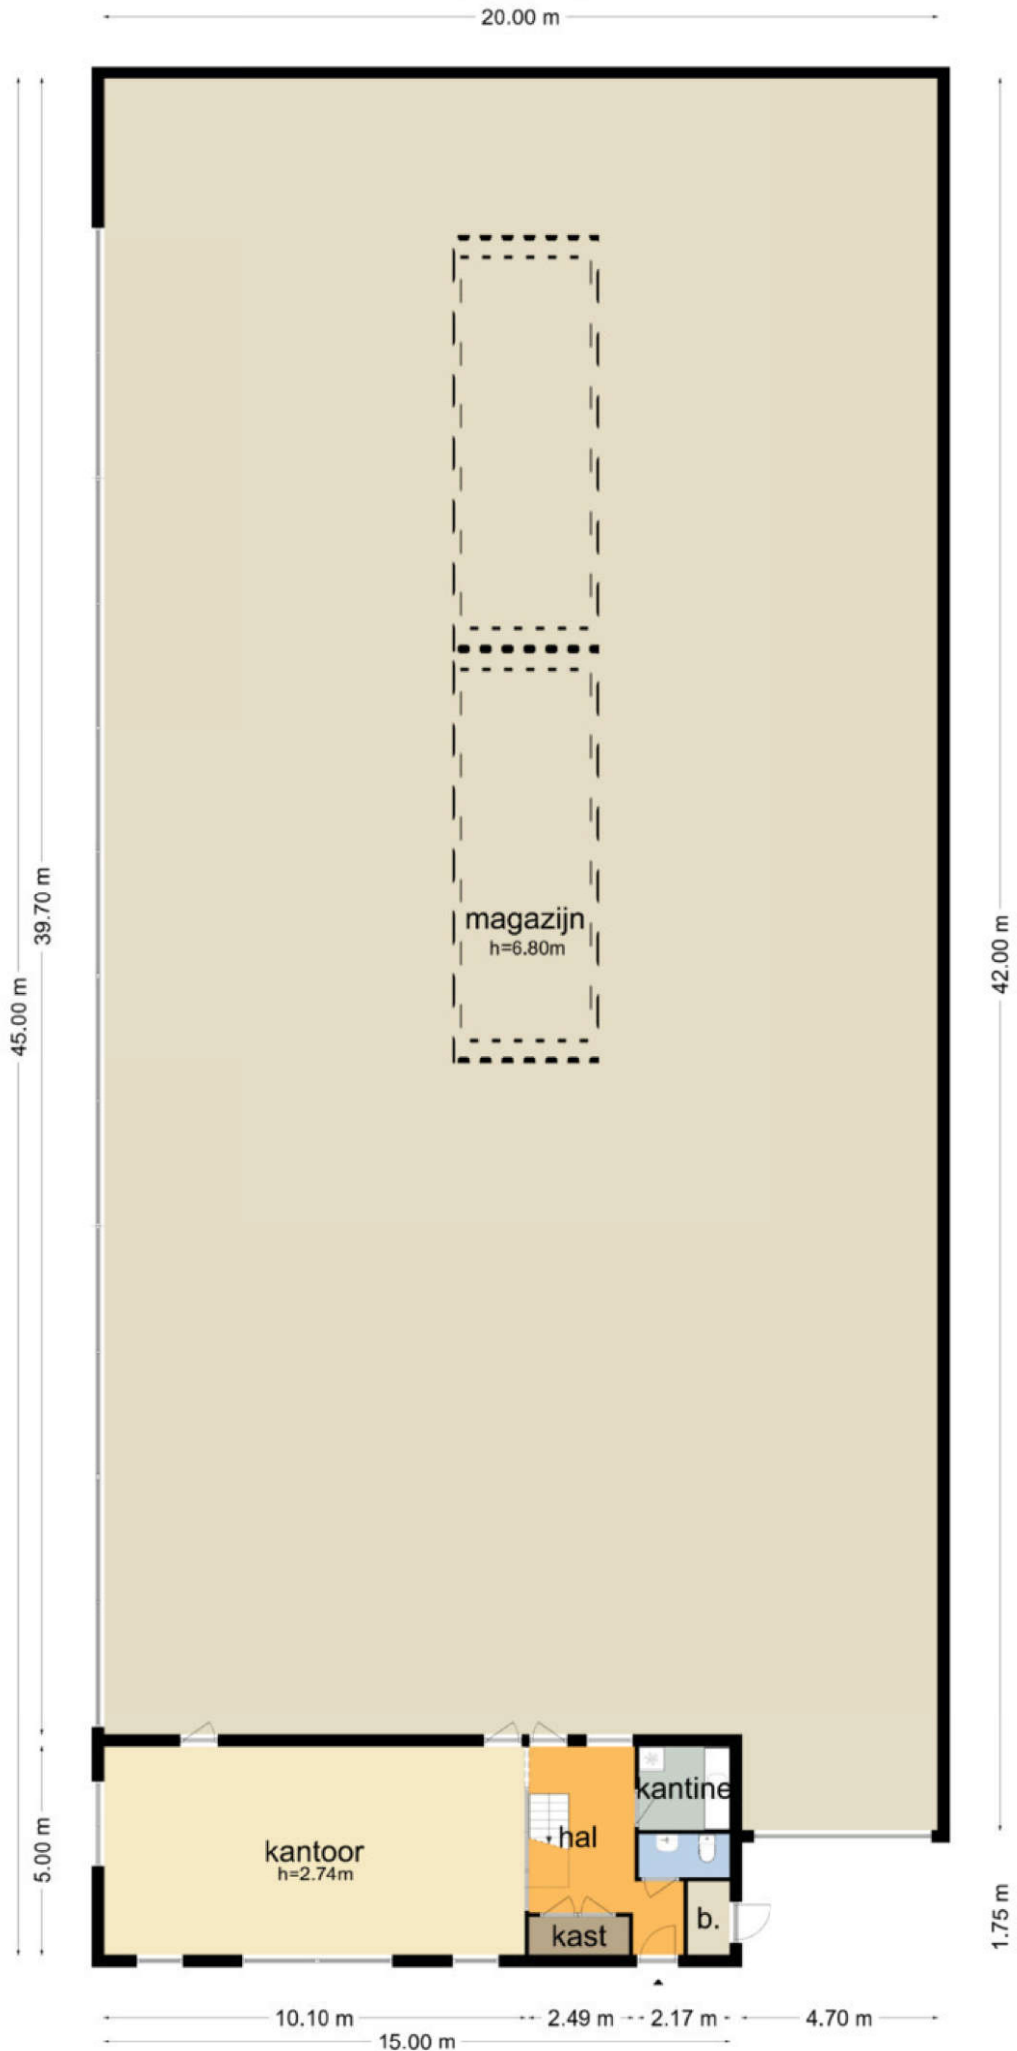 20.00 m
39.70 m
45.00 m
42.00 m
magazijn
h=6.80m
kantine
hal
kantoor
h=2.74m
5.00 m
b.
kast
1.75 m
10.10 m
2.49 m
2.17 m
4.70 m
15.00 m